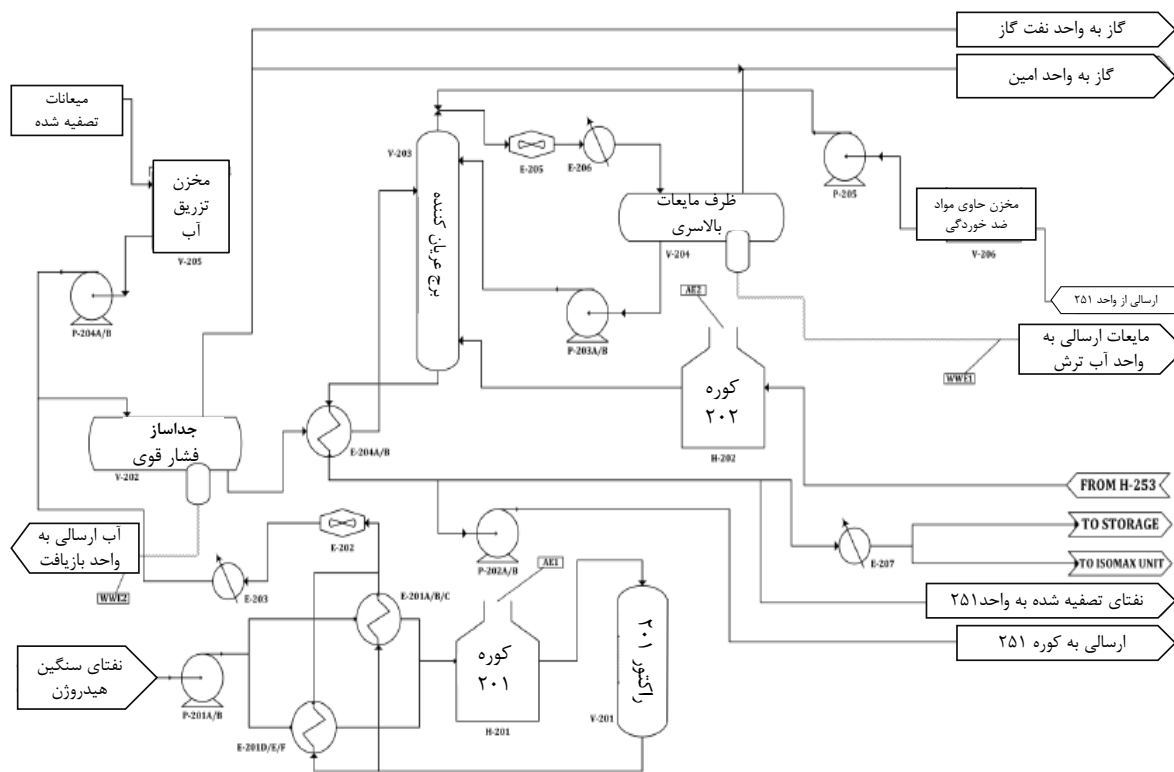 گاز به واحد نفت گاز
گاز به واحد امین
میعانات
تصفیه شده
V-203
E-205
E-206
P-205
مخزن
تزریق
آب
V-205
برج عریان کننده
ظرف مایعات
بالاسری
V-204
مخزن حاوی مواد
ضد خوردگی
V-206
P-204A/B
AE2
ارسالی از واحد ۲۵۱
P-203A/B
مایعات ارسالی به
واحد آب ترش
WWE1
کوره
۲۰۲
H-202
جداساز
فشار قوی
V-202
E-204A/B
FROM H-253
آب ارسالی به
واحد بازیافت
WWE2
E-202
E-203
P-202A/B
E-207
TO STORAGE
TO ISOMAX UNIT
AE1
E-201A/B/C
نفتای تصفیه شده به واحد۲۵۱
ارسالی به کوره ۲۵۱
نفتای سنگین
هیدروژن
P-201A/B
کوره
۲۰۱
H-201
راکتور ۲۰۱
V-201
E-201D/E/F